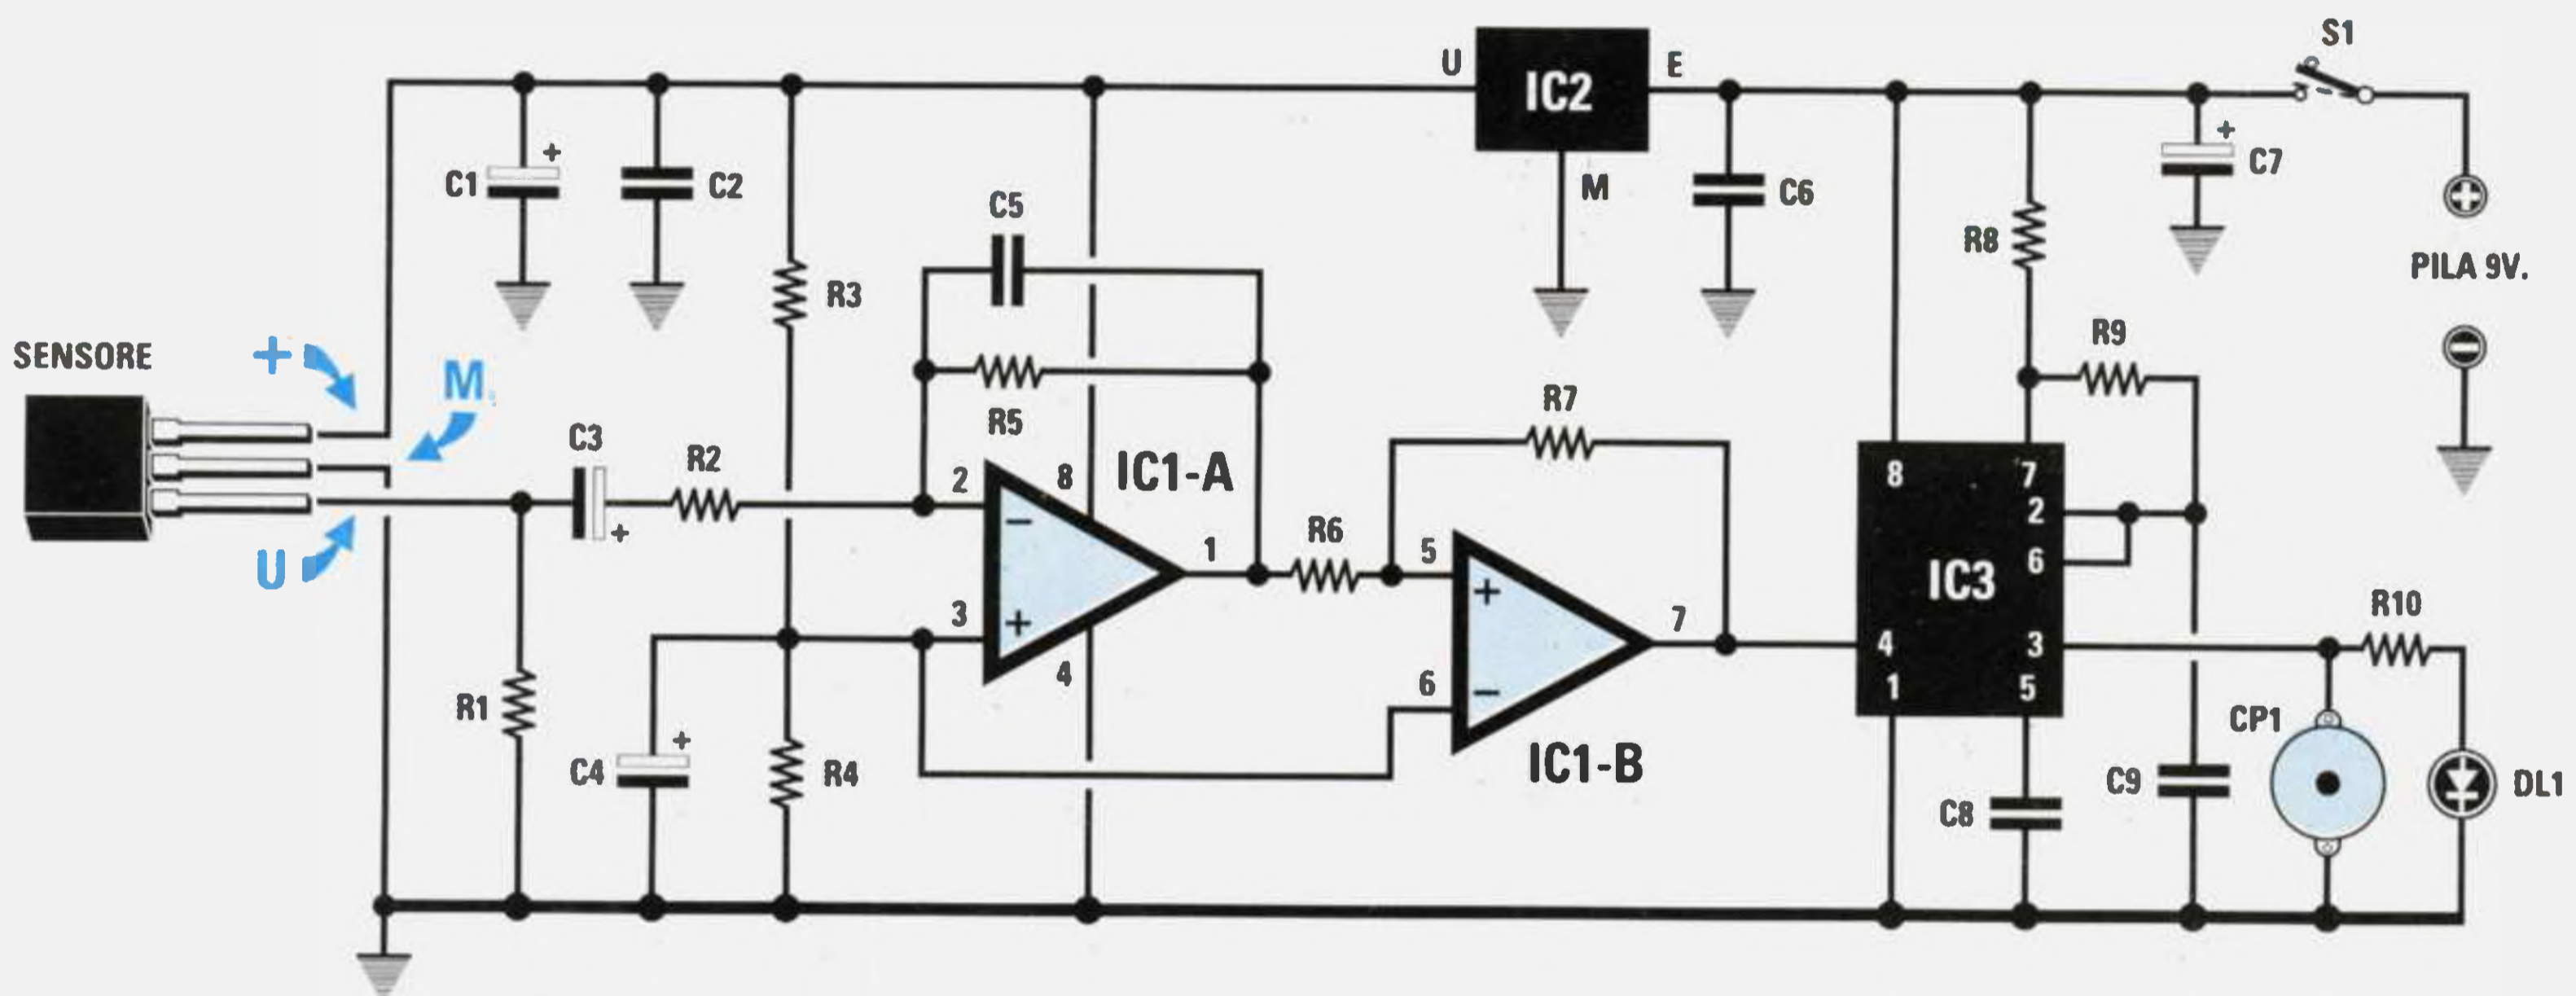 S1
U
IC2
E
+
C1
C2
M
C6
+
C7
C5
R3
R8
PILA 9V.
SENSORE
+
M
R9
R5
R7
C3
R2
+
2
8
IC1-A
−
8
7
2
U
1
R6
5
+
6
IC3
3
+
4
R10
7
4
3
R1
6
−
1
5
CP1
+
C4
R4
IC1-B
C8
C9
DL1